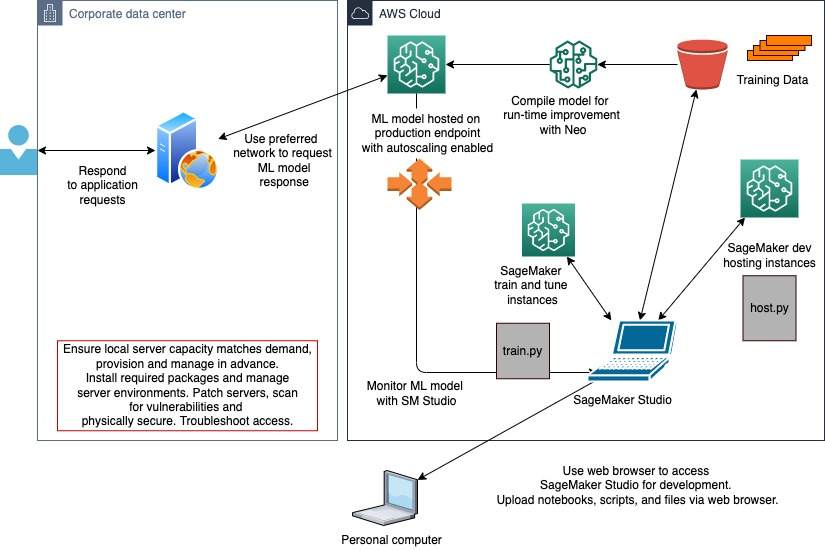 Corporate data center
AWS Cloud
Training Data
Compile model for
run-time improvement
with Neo
ML model hosted on
production endpoint
with autoscaling enabled
Use preferred
network to request
ML model
response
Respond
to application
requests
SageMaker dev
hosting instances
SageMaker
train and tune
instances
host.py
train.py
Ensure local server capacity matches demand,
provision and manage in advance.
Install required packages and manage
server environments. Patch servers, scan
for vulnerabilities and
physically secure. Troubleshoot access.
Monitor ML model
with SM Studio
SageMaker Studio
Use web browser to access
SageMaker Studio for development.
Upload notebooks, scripts, and files via web browser.
Personal computer